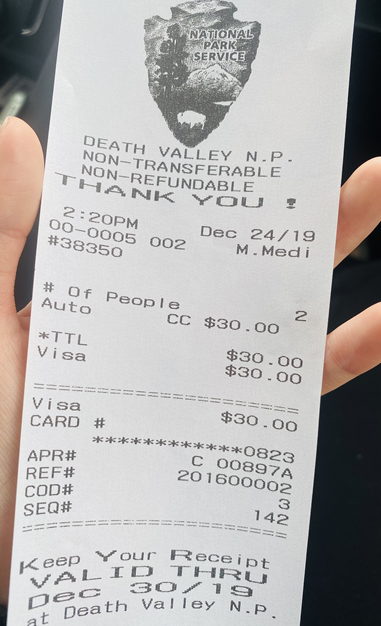 NATIONAL
PARK
SERVICE
DEATH VALLEY N.P.
NON-TRANSFERABLE
NON-REFUNDABLE
THANK YOU !
2:20PM Dec 24/19
00-0005 002 M.Medi
#38350
# Of People 2
Auto CC $30.00
*TTL $30.00
Visa $30.00
==============================
Visa $30.00
CARD #
************0823
APR# C 00897A
REF# 201600002
COD# 3
SEQ# 142
==============================
Keep Your Receipt
VALID THRU
Dec 30/19
at Death Valley N.P.